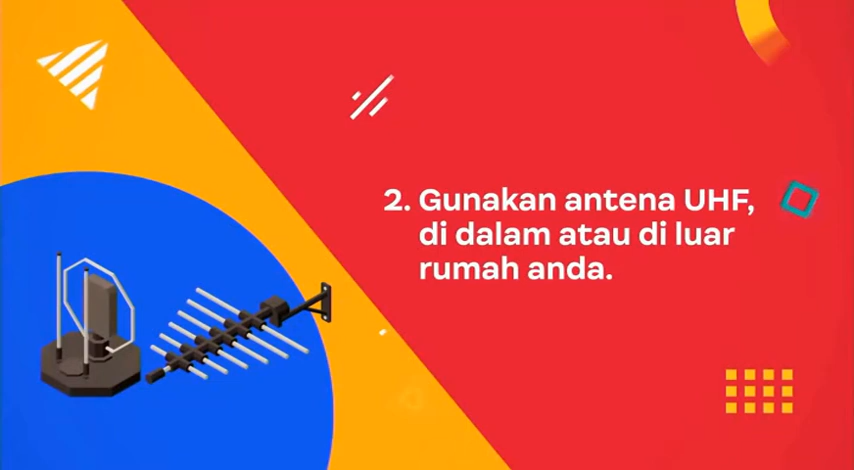 2. Gunakan antena UHF,
di dalam atau di luar
rumah anda.